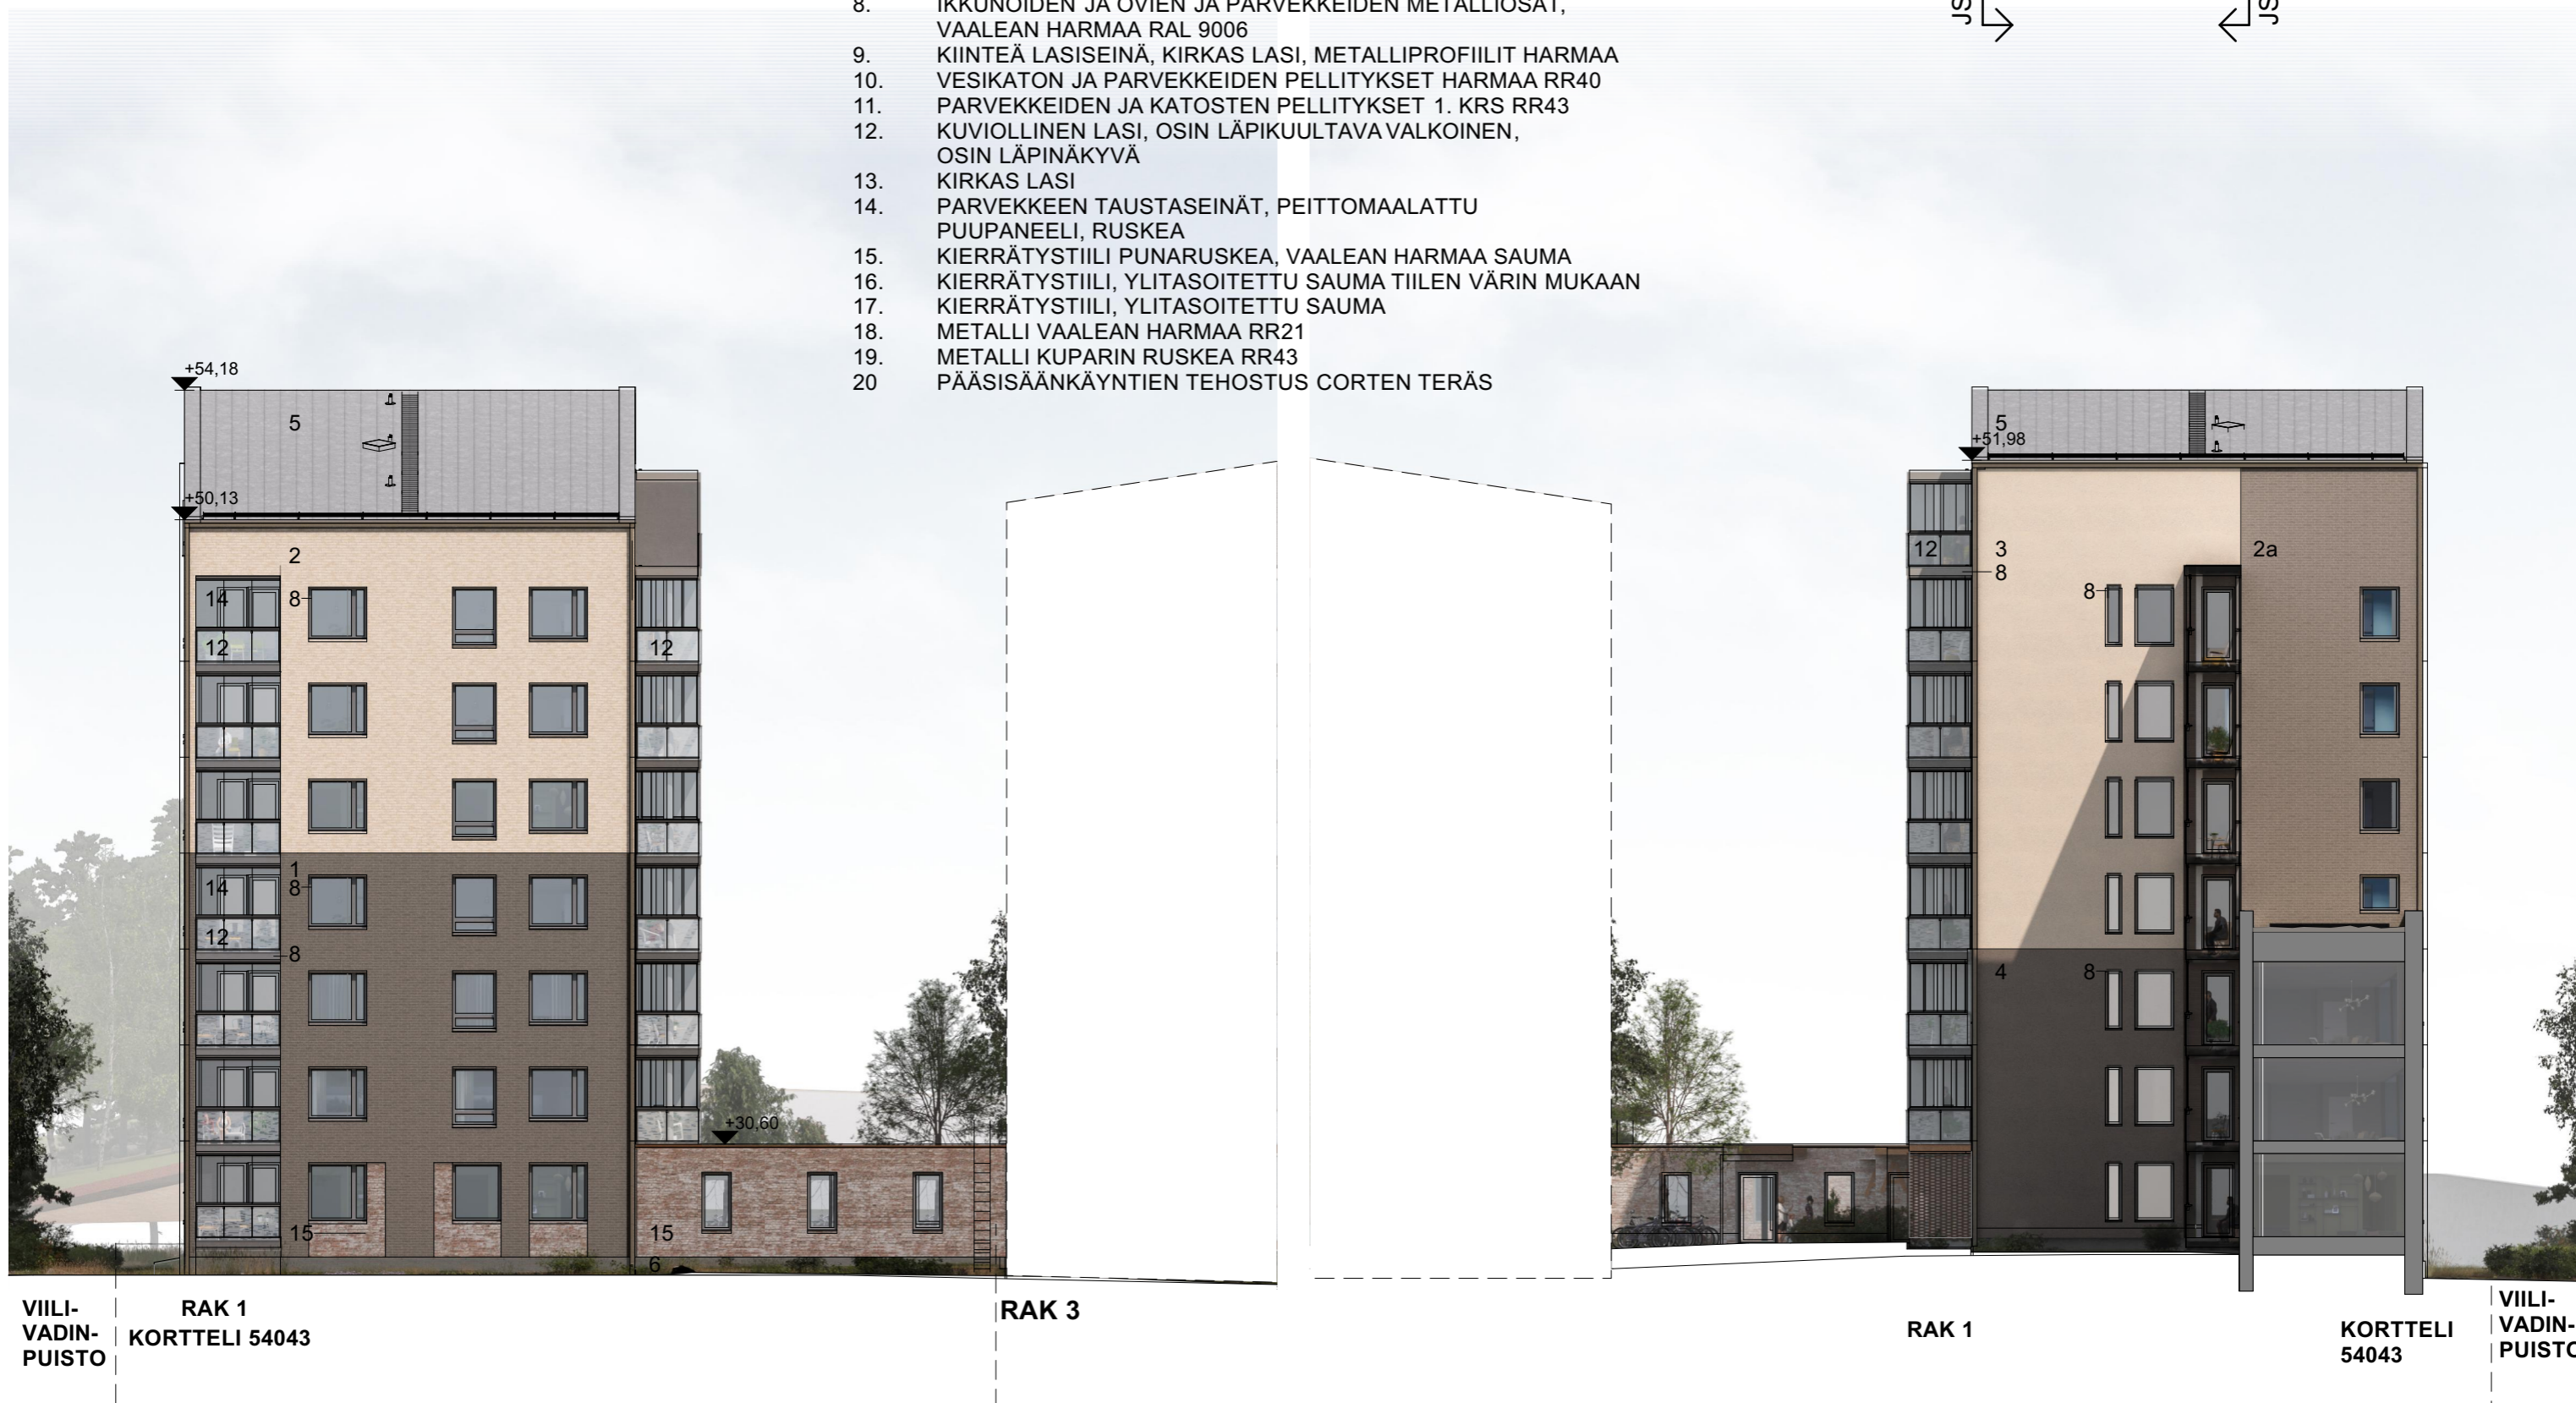 8. IKKUNOIDEN JA OVIEN JA PARVEKKEIDEN METALLIOSAT,
VAALEAN HARMAA RAL 9006
9. KIINTEÄ LASISEINÄ, KIRKAS LASI, METALLIPROFIILIT HARMAA
10. VESIKATON JA PARVEKKEIDEN PELLITYKSET HARMAA RR40
11. PARVEKKEIDEN JA KATOSTEN PELLITYKSET 1. KRS RR43
12. KUVIOLLINEN LASI, OSIN LÄPIKUULTAVA VALKOINEN,
OSIN LÄPINÄKYVÄ
13. KIRKAS LASI
14. PARVEKKEEN TAUSTASEINÄT, PEITTOMAALATTU
PUUPANEELI, RUSKEA
15. KIERRÄTYSTIILI PUNARUSKEA, VAALEAN HARMAA SAUMA
16. KIERRÄTYSTIILI, YLITASOITETTU SAUMA TIILEN VÄRIN MUKAAN
17. KIERRÄTYSTIILI, YLITASOITETTU SAUMA
18. METALLI VAALEAN HARMAA RR21
19. METALLI KUPARIN RUSKEA RR43
20 PÄÄSISÄÄNKÄYNTIEN TEHOSTUS CORTEN TERÄS
JS
JS
+54,18
5
+50,13
2
14
8
12
12
1
14
8
12
8
+30,60
15
15
6
5
+51,98
12
3
8
2a
8
4
8
VIILI-
VADIN-
PUISTO
RAK 1
KORTTELI 54043
RAK 3
RAK 1
KORTTELI
54043
VIILI-
VADIN-
PUISTO